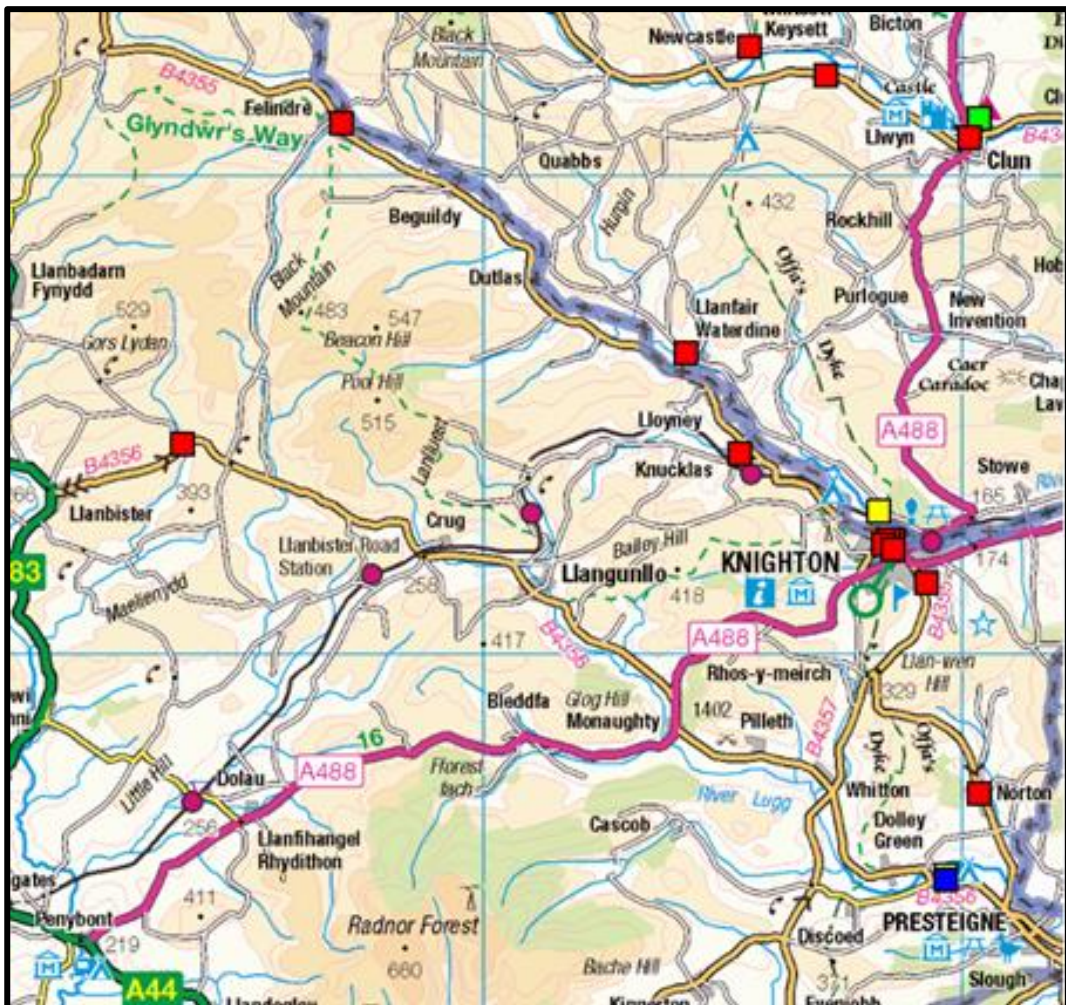 Newcastle
Keysett
Bicton
Black
Mountain
B4355
Felindre
Glyndŵr's Way
Castle
Llwyn
Clun
Quabbs
Beguildy
Hurgin
432
Rockhill
Offa's
Dyke
Llanbadarn
Fynydd
Black
Mountain
Dutlas
Llanfair
Waterdine
Purlogue
New
Invention
529
Gors Lydan
483
547
Beacon Hill
Pool Hill
515
Caer
Caradoc
A488
Lloyney
Knucklas
Stowe
165
B4356
393
Llanbister
Crug
Llanbister Road
Station
258
Bailey Hill
Llangunllo
418
KNIGHTON
174
B4355
83
Maelienydd
417
B4356
A488
Rhos-y-meirch
Llan-wen
Hill
329
Bleddfa
Glog Hill
Monaughty
1402
Pilleth
B4357
Offa's
Dyke
16
A488
Little Hill
Dolau
256
Llanfihangel
Rhydithon
River Lugg
Whitton
Norton
Cascob
Dolley
Green
B4356
PRESTEIGNE
411
Penybont
219
A44
Radnor Forest
660
Discoed
Bache Hill
371
Slough